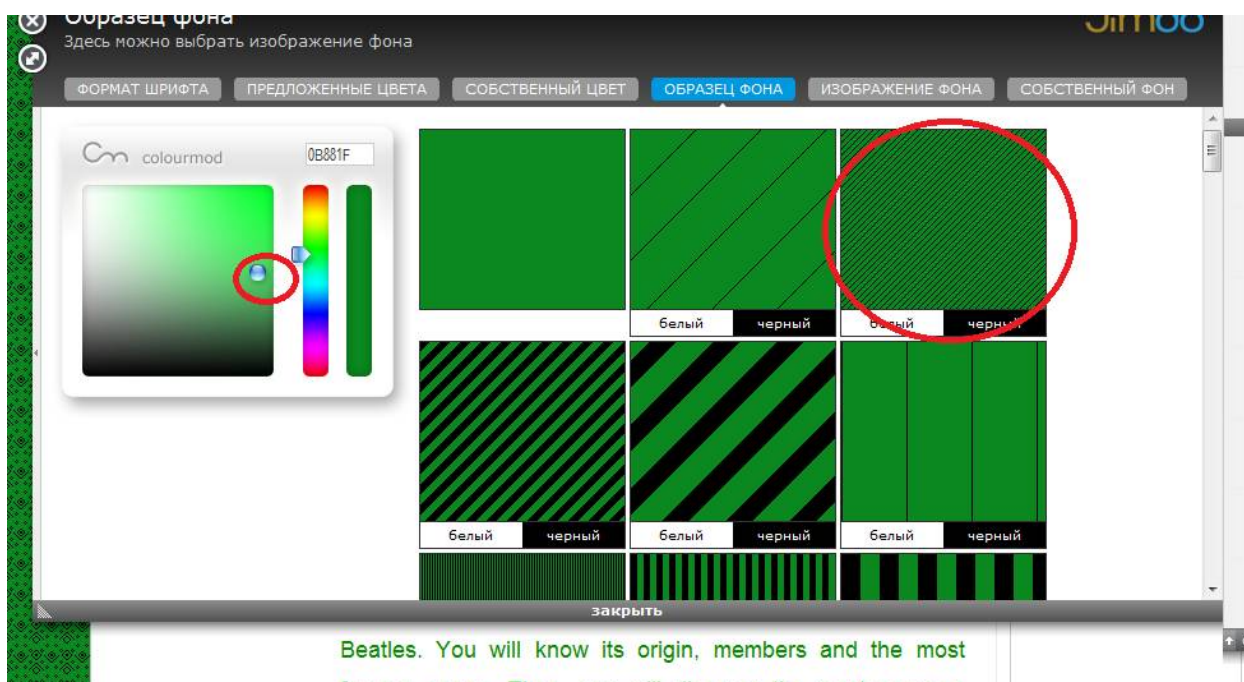 Образец фона
Здесь можно выбрать изображение фона
Jimdo
ФОРМАТ ШРИФТА ПРЕДЛОЖЕННЫЕ ЦВЕТА СОБСТВЕННЫЙ ЦВЕТ ОБРАЗЕЦ ФОНА ИЗОБРАЖЕНИЕ ФОНА СОБСТВЕННЫЙ ФОН
Cm colourmod 0B881F
белый черный белый черный
белый черный белый черный белый черный
закрыть
Beatles. You will know its origin, members and the most